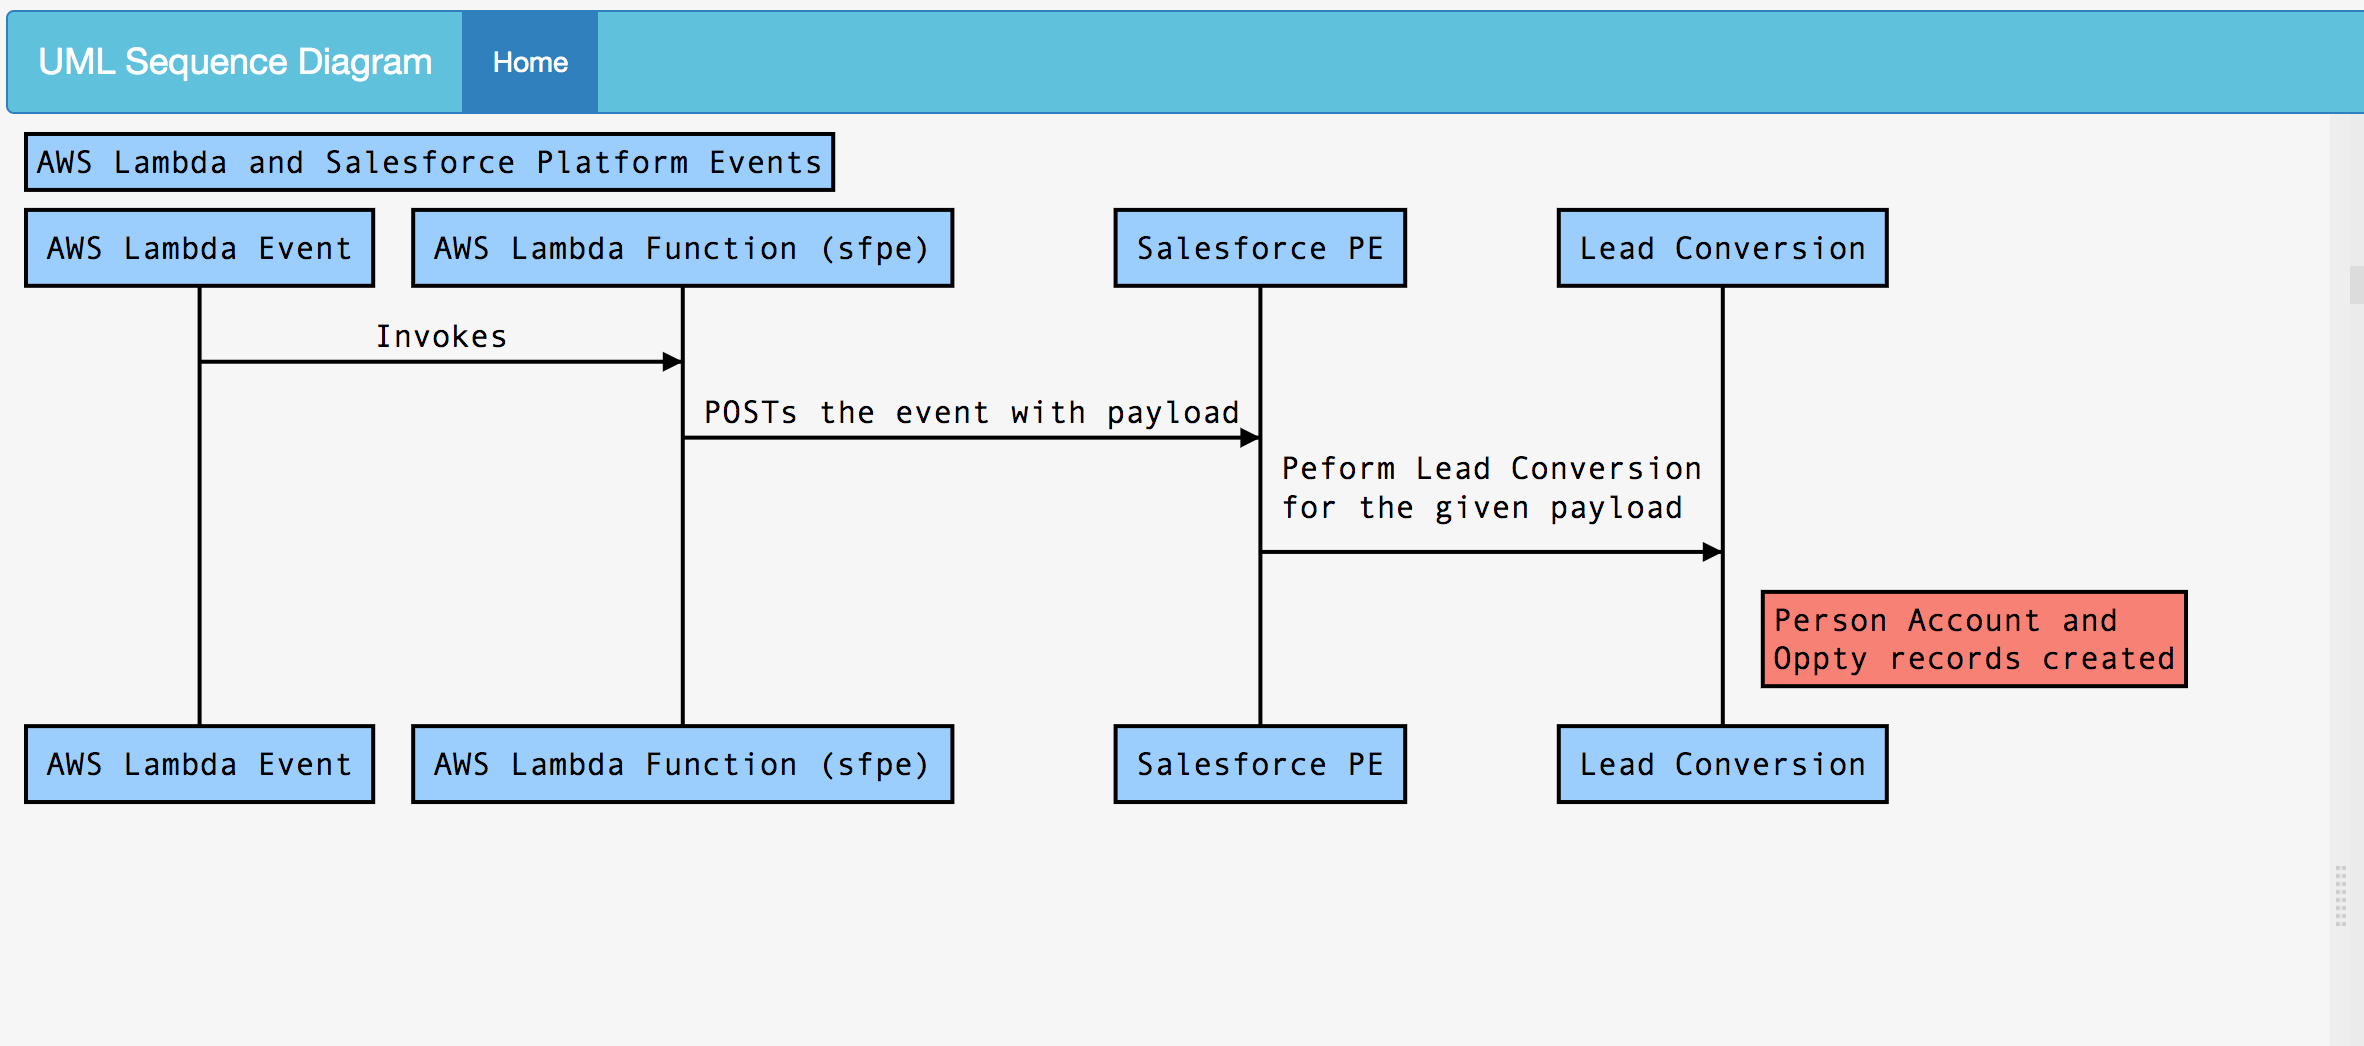 UML Sequence Diagram
Home
AWS Lambda and Salesforce Platform Events
AWS Lambda Event
AWS Lambda Function (sfpe)
Salesforce PE
Lead Conversion
Invokes
POSTs the event with payload
Peform Lead Conversion
for the given payload
Person Account and
Oppty records created
AWS Lambda Event
AWS Lambda Function (sfpe)
Salesforce PE
Lead Conversion